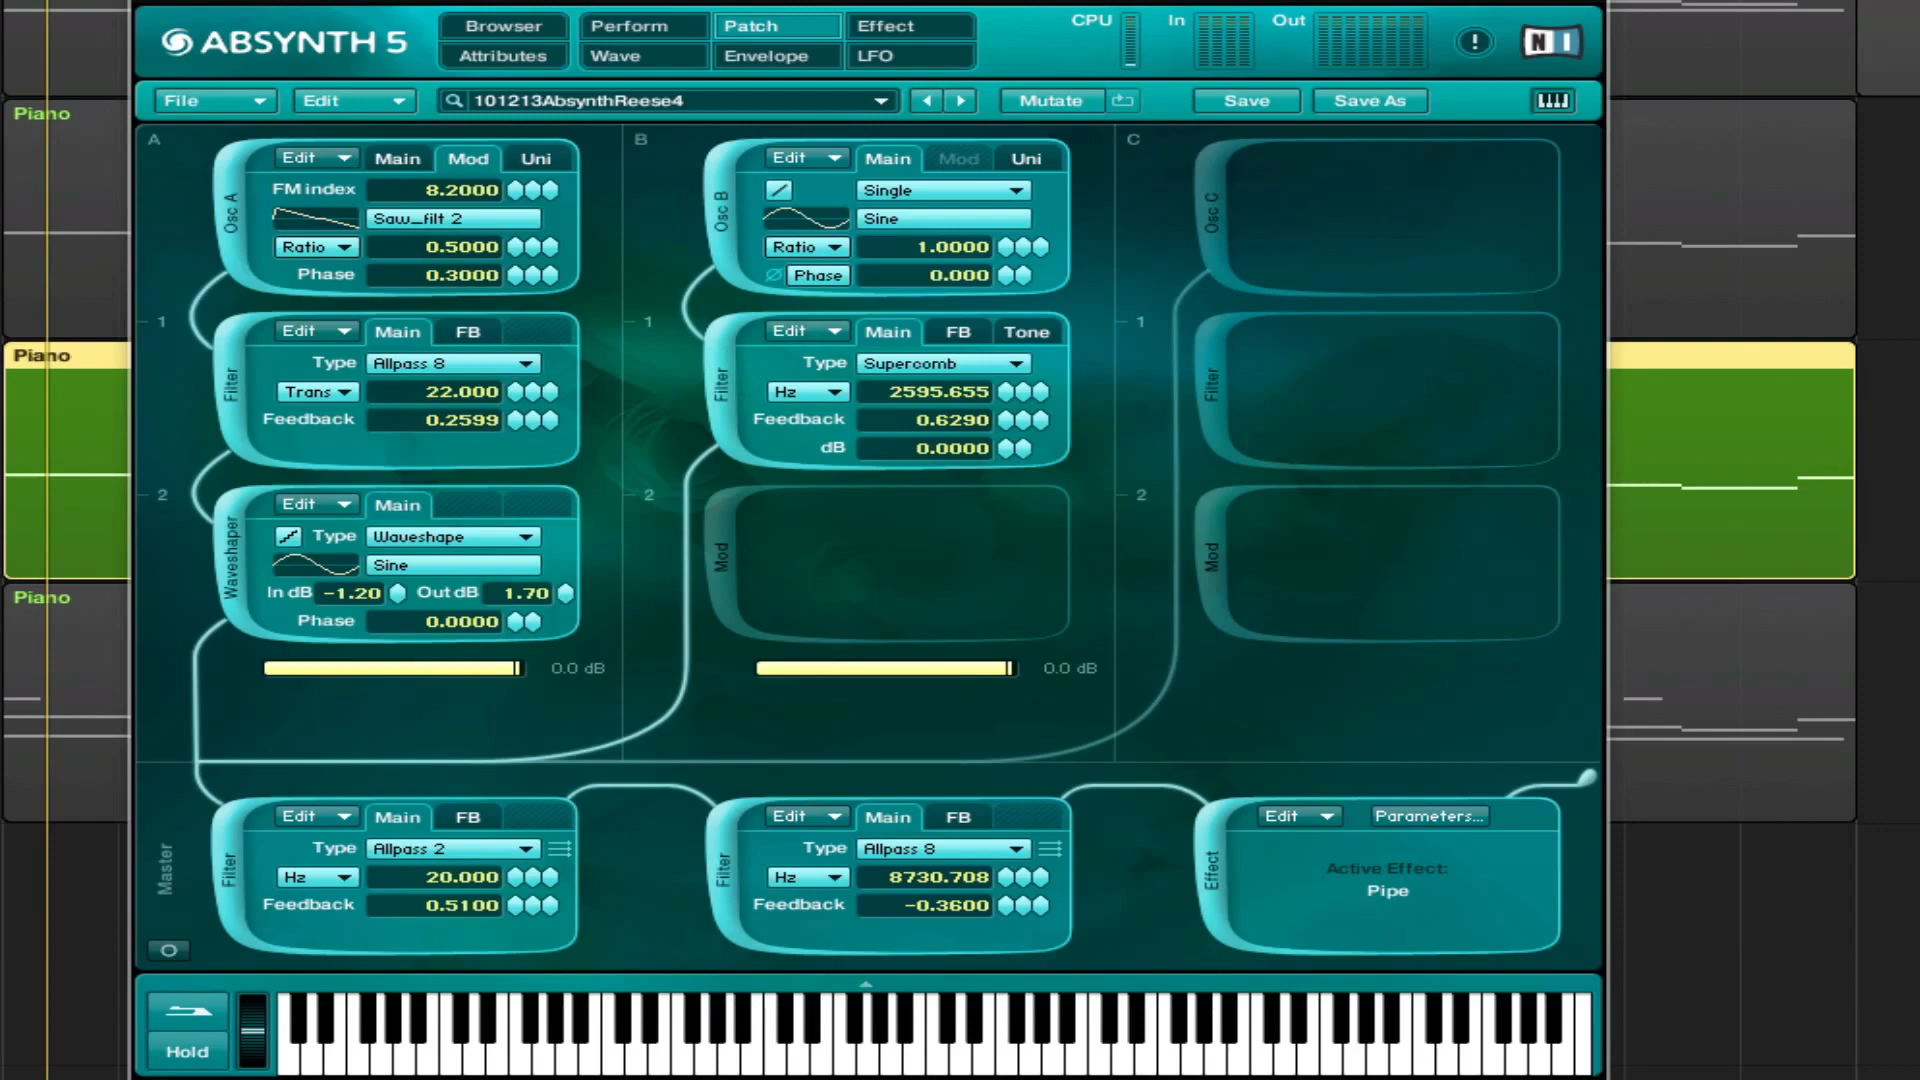 ABSYNTH 5
Browser Perform Patch Effect
Attributes Wave Envelope LFO
CPU In Out
! NI
File Edit 101213AbsynthReese4 Mutate Save Save As
Piano
Piano
Piano
A B C
Osc A
Edit Main Mod Uni
FM index 8.2000
Saw_filt 2
Ratio 0.5000
Phase 0.3000
Osc B
Edit Main Mod Uni
Single
Sine
Ratio 1.0000
Phase 0.000
Osc C
1 1 1
Filter
Edit Main FB
Type Allpass 8
Trans 22.000
Feedback 0.2599
Filter
Edit Main FB Tone
Type Supercomb
Hz 2595.655
Feedback 0.6290
dB 0.0000
Filter
2 2 2
Waveshaper
Edit Main
Type Waveshape
Sine
In dB -1.20 Out dB 1.70
Phase 0.0000
Mod
Mod
0.0 dB 0.0 dB
Master
Filter
Edit Main FB
Type Allpass 2
Hz 20.000
Feedback 0.5100
Filter
Edit Main FB
Type Allpass 8
Hz 8730.708
Feedback -0.3600
Effect
Edit Parameters...
Active Effect:
Pipe
Hold